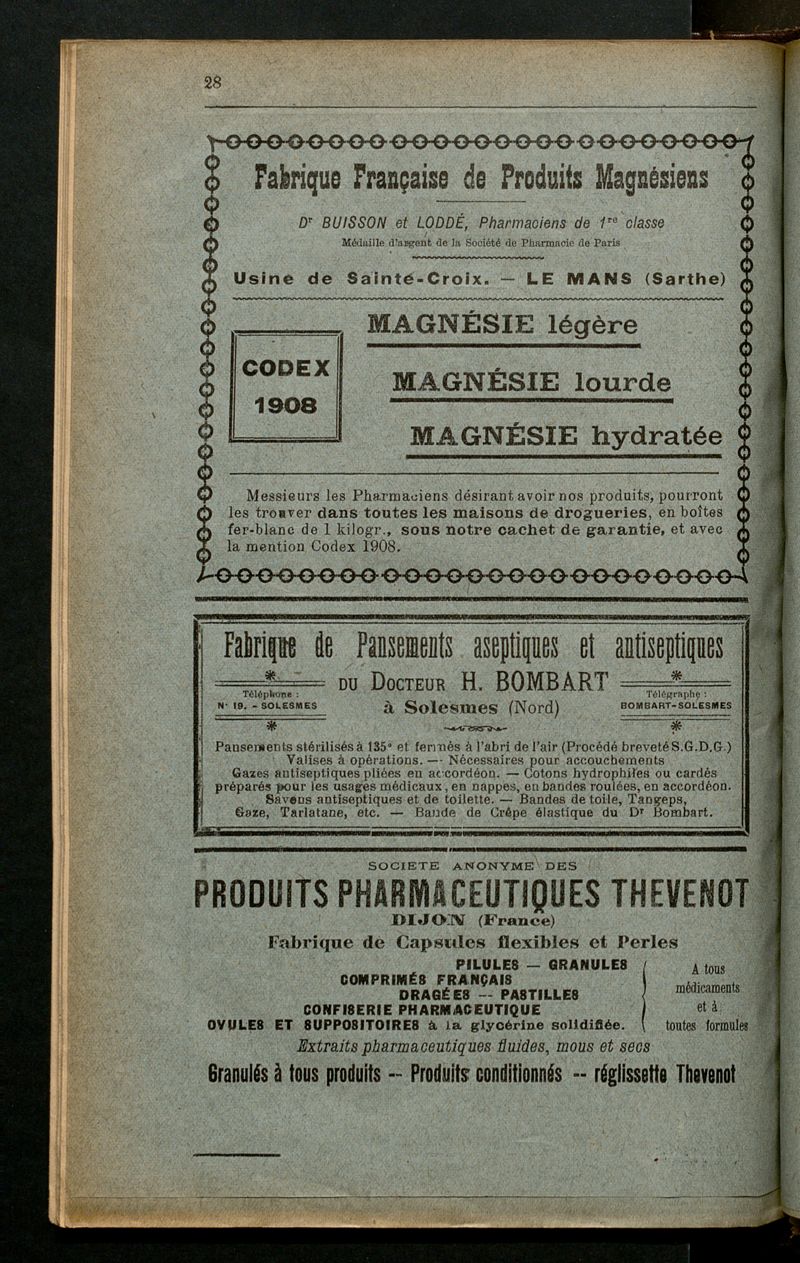 28
Fabrique Française de Produits Magnésiens
Dr BUISSON et LODDÉ, Pharmaciens de 1re classe
Médaille d'argent de la Société de Pharmacie de Paris
Usine de Sainte-Croix. — LE MANS (Sarthe)
CODEX
1908
MAGNÉSIE légère
MAGNÉSIE lourde
MAGNÉSIE hydratée
Messieurs les Pharmaciens désirant avoir nos produits, pourront
les trouver dans toutes les maisons de drogueries, en boîtes
fer-blanc de 1 kilogr., sous notre cachet de garantie, et avec
la mention Codex 1908.
Fabrique de Pansements aseptiques et antiseptiques
DU DOCTEUR H. BOMBART
à Solesmes (Nord)
Téléphone :
N° 19. - SOLESMES
Télégraphe :
BOMBART-SOLESMES
Pansements stérilisés à 135° et fermés à l'abri de l'air (Procédé breveté S.G.D.G.)
Valises à opérations. — Nécessaires pour accouchements
Gazes antiseptiques pliées en accordéon. — Cotons hydrophiles ou cardés
préparés pour les usages médicaux, en nappes, en bandes roulées, en accordéon.
Savons antiseptiques et de toilette. — Bandes de toile, Tangeps,
Gaze, Tarlatane, etc. — Bande de Crêpe élastique du Dr Bombart.
SOCIETE ANONYME DES
PRODUITS PHARMACEUTIQUES THEVENOT
DIJON (France)
Fabrique de Capsules flexibles et Perles
PILULES — GRANULES
COMPRIMÉS FRANÇAIS
DRAGÉES -- PASTILLES
CONFISERIE PHARMACEUTIQUE
OVULES ET SUPPOSITOIRES à la glycérine solidifiée.
A tous
médicaments
et à
toutes formules
Extraits pharmaceutiques fluides, mous et secs
Granulés à tous produits -- Produits conditionnés -- réglissette Thevenot